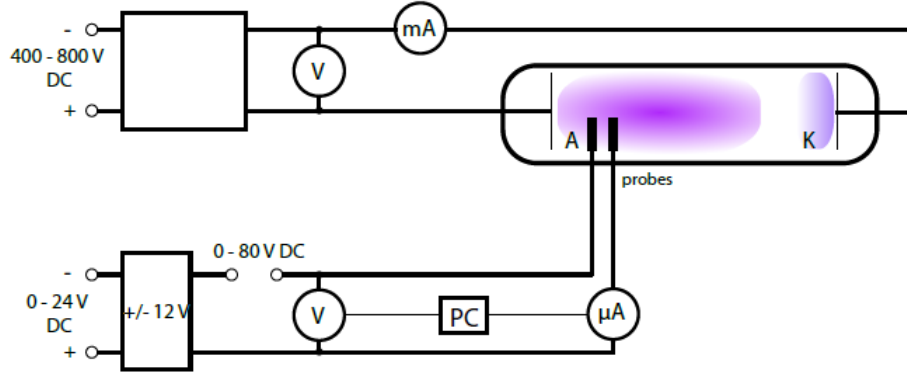 -
mA
400 - 800 V
DC
V
+
A
K
probes
0 - 80 V DC
-
0 - 24 V
DC
+/- 12 V
V
PC
µA
+